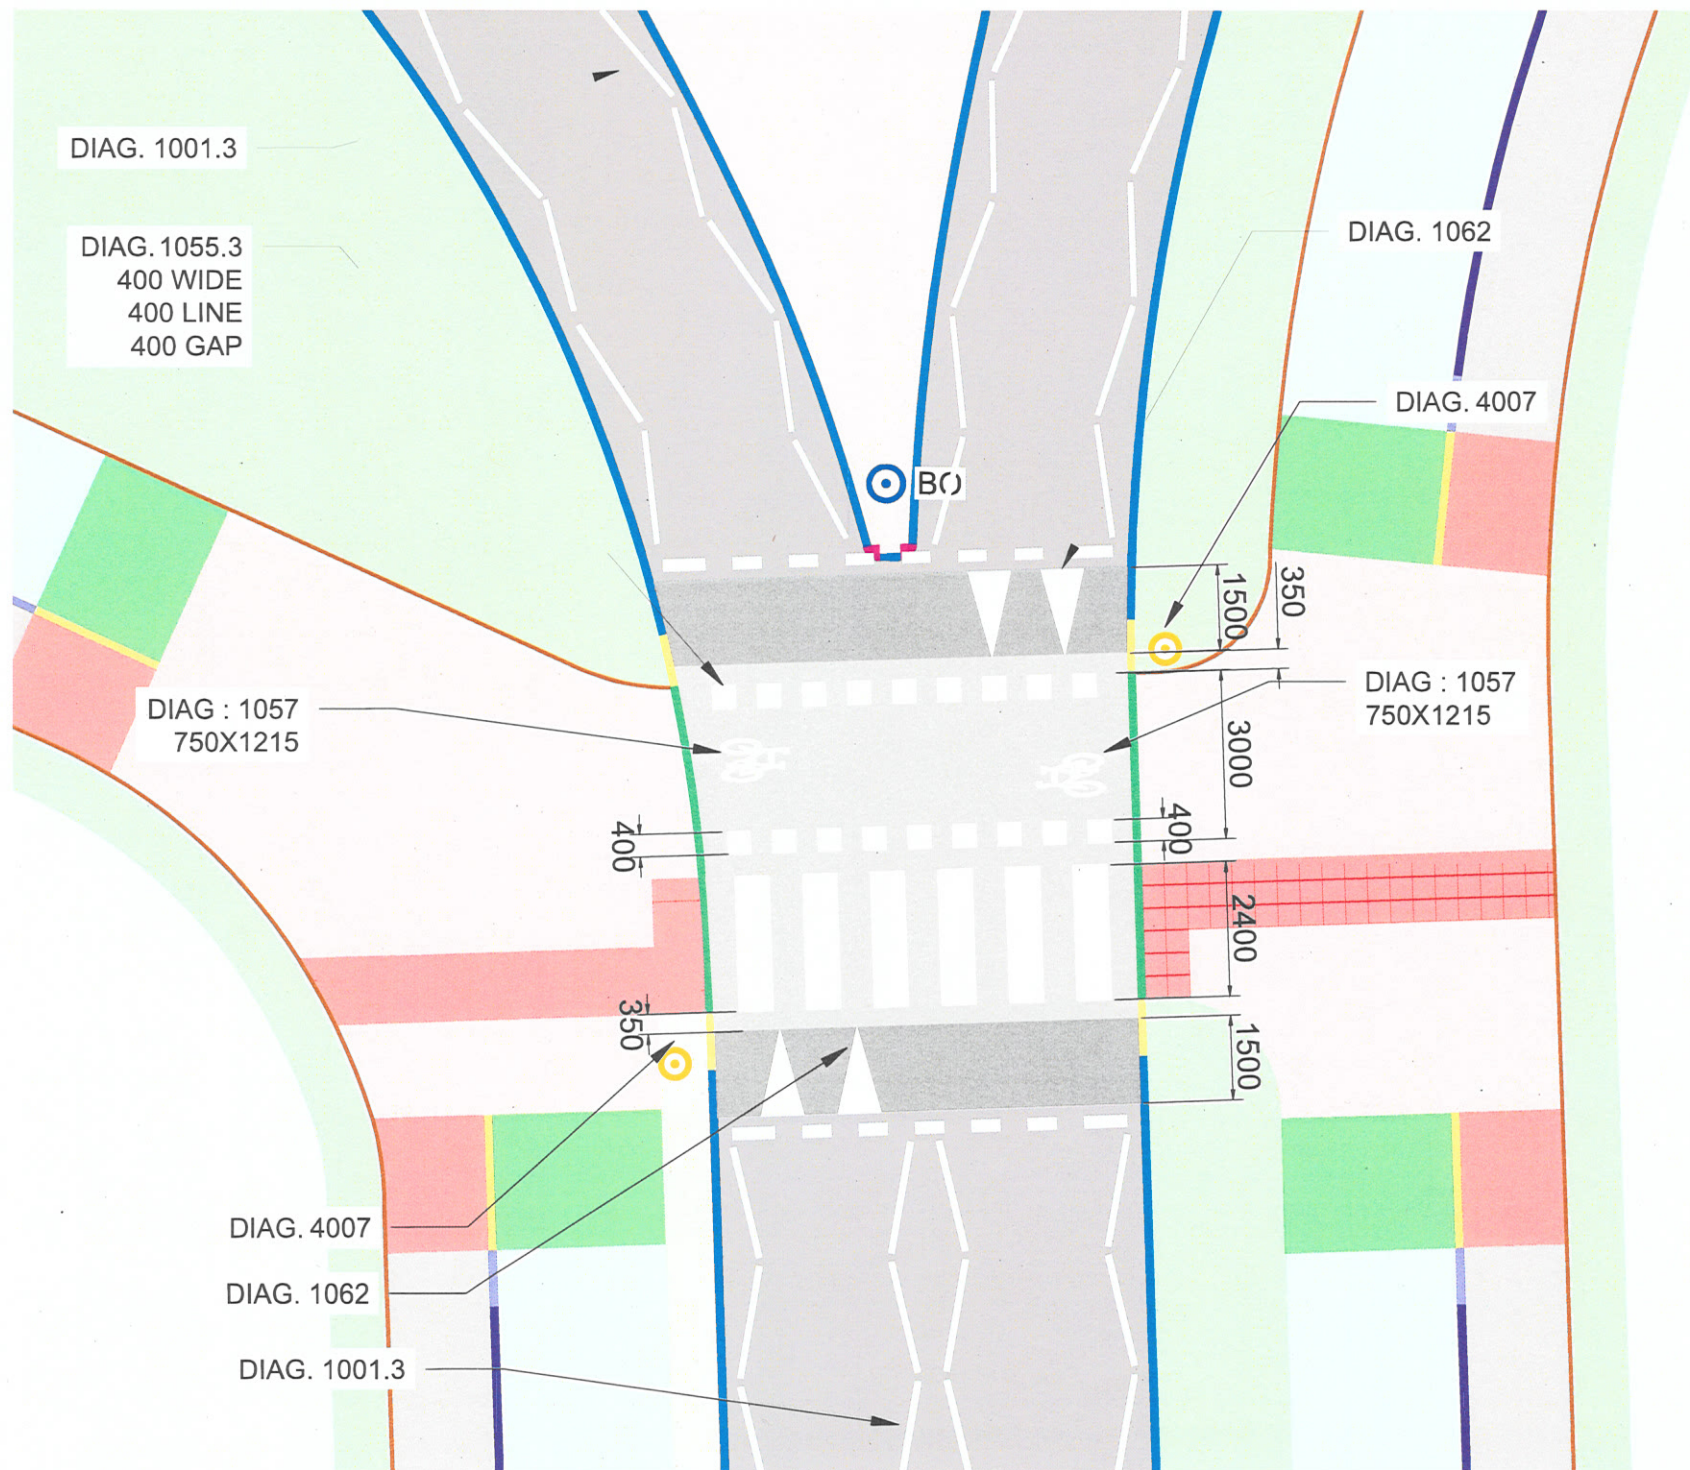 DIAG. 1001.3
DIAG. 1055.3
400 WIDE
400 LINE
400 GAP
DIAG. 1062
DIAG. 4007
1500
350
DIAG : 1057
750X1215
DIAG : 1057
750X1215
3000
400
400
2400
350
1500
DIAG. 4007
DIAG. 1062
DIAG. 1001.3